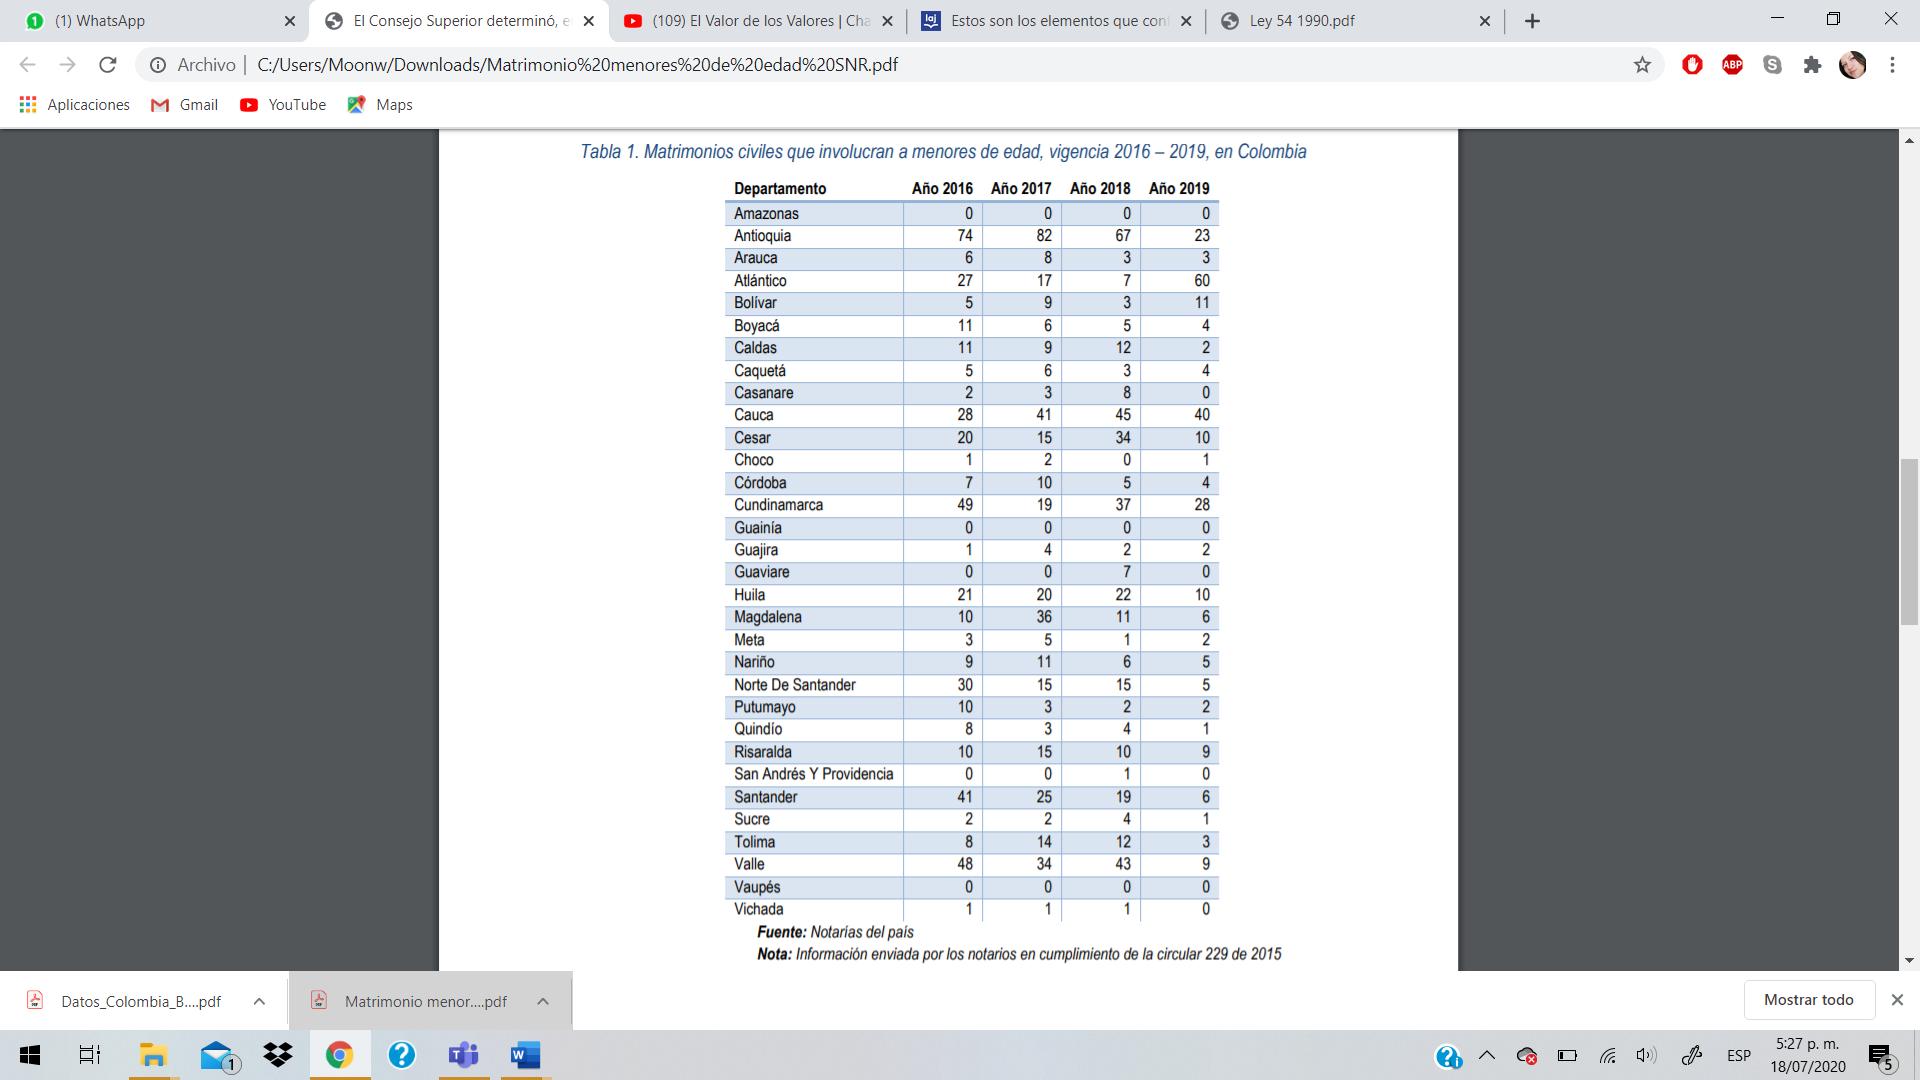 (1) WhatsApp
El Consejo Superior determinó, e
(109) El Valor de los Valores | Cha
Estos son los elementos que con
Ley 54 1990.pdf
Archivo | C:/Users/Moonw/Downloads/Matrimonio%20menores%20de%20edad%20SNR.pdf
ABP
Aplicaciones Gmail YouTube Maps
Tabla 1. Matrimonios civiles que involucran a menores de edad, vigencia 2016 – 2019, en Colombia
Departamento Año 2016 Año 2017 Año 2018 Año 2019
Amazonas 0 0 0 0
Antioquia 74 82 67 23
Arauca 6 8 3 3
Atlántico 27 17 7 60
Bolívar 5 9 3 11
Boyacá 11 6 5 4
Caldas 11 9 12 2
Caquetá 5 6 3 4
Casanare 2 3 8 0
Cauca 28 41 45 40
Cesar 20 15 34 10
Choco 1 2 0 1
Córdoba 7 10 5 4
Cundinamarca 49 19 37 28
Guainía 0 0 0 0
Guajira 1 4 2 2
Guaviare 0 0 7 0
Huila 21 20 22 10
Magdalena 10 36 11 6
Meta 3 5 1 2
Nariño 9 11 6 5
Norte De Santander 30 15 15 5
Putumayo 10 3 2 2
Quindío 8 3 4 1
Risaralda 10 15 10 9
San Andrés Y Providencia 0 0 1 0
Santander 41 25 19 6
Sucre 2 2 4 1
Tolima 8 14 12 3
Valle 48 34 43 9
Vaupés 0 0 0 0
Vichada 1 1 1 0
Fuente: Notarias del país
Nota: Información enviada por los notarios en cumplimiento de la circular 229 de 2015
Datos_Colombia_B....pdf
Matrimonio menor....pdf
Mostrar todo
1
ESP
5:27 p. m.
18/07/2020
5